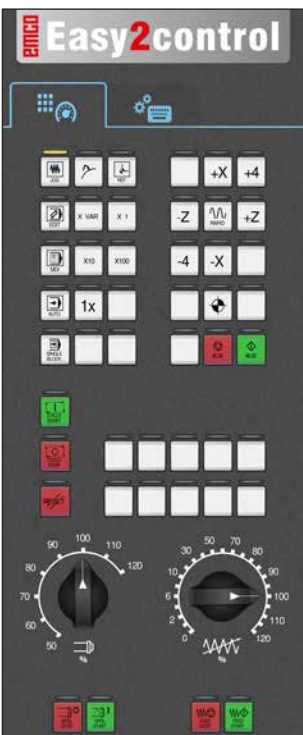 emco Easy2control
JOG REF +X +4
EDIT X VAR X 1 -Z RAPID +Z
MDI X10 X100 -4 -X
AUTO 1x
SINGLE BLOCK AUX AUX
START
STOP
RESET
90 100 110
80 120
70
60
50
%
50 70
30 80
10 90
6 100
2 110
0 120
%
START
START